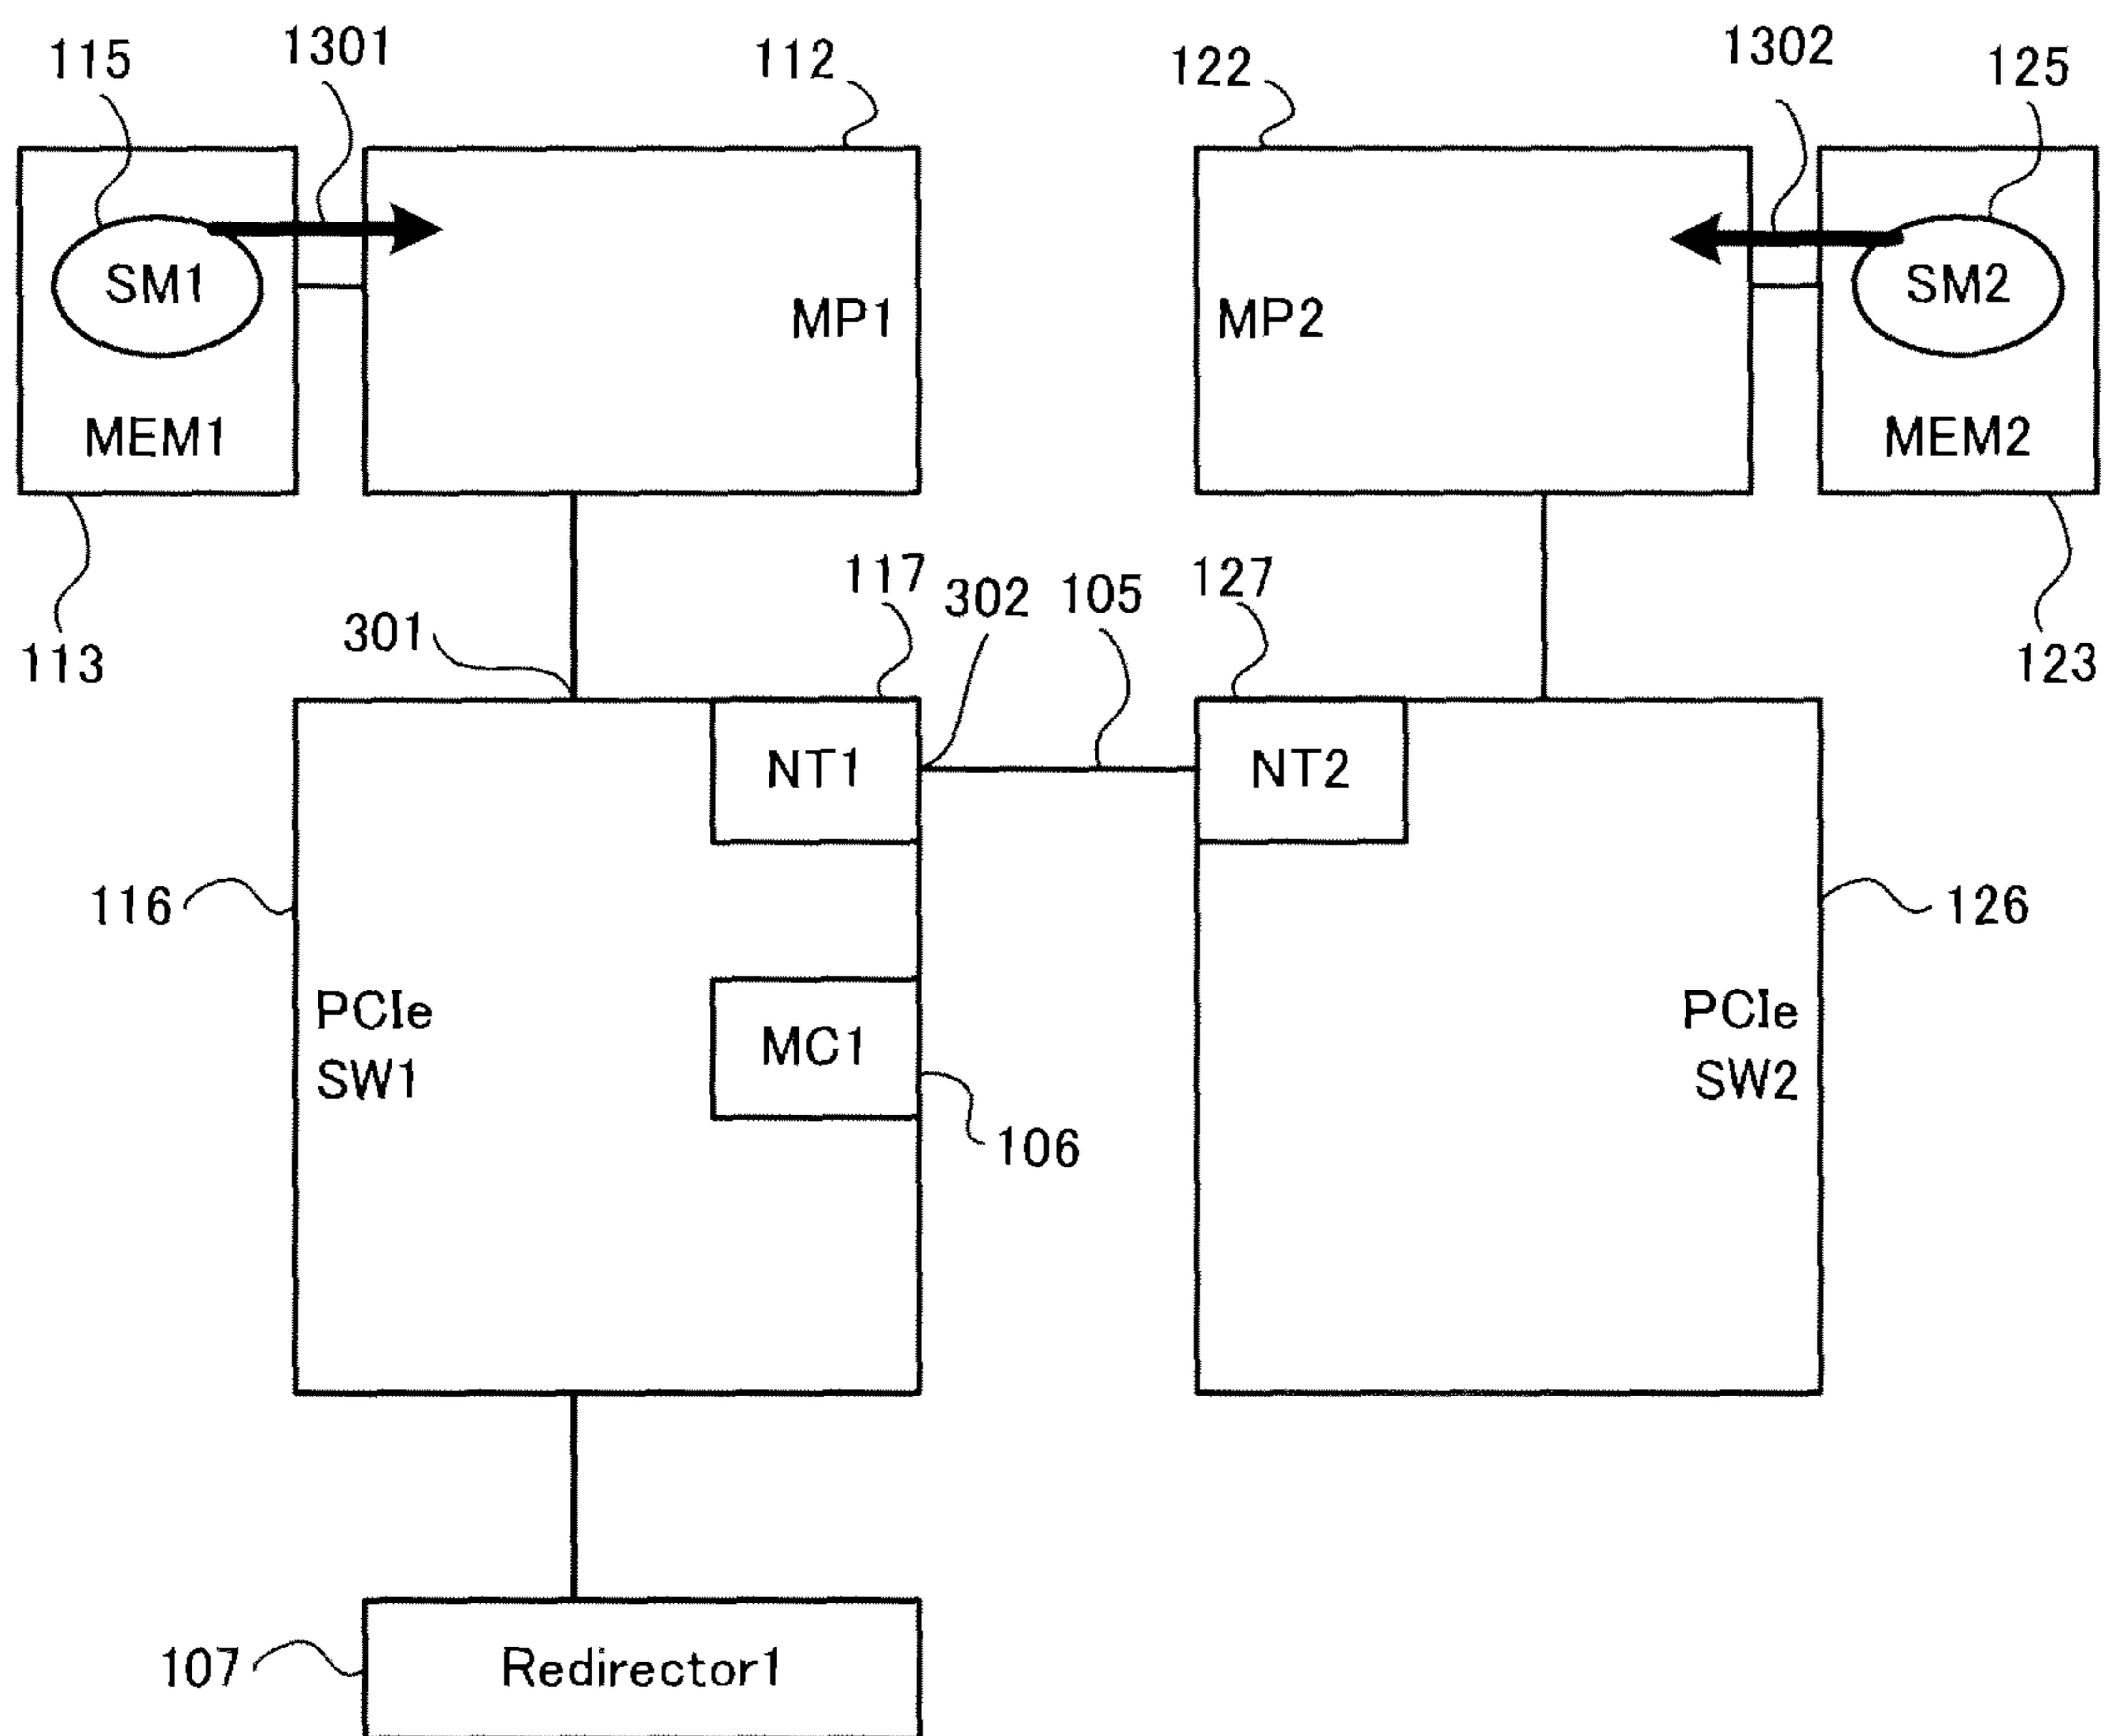 115
1301
112
122
1302
125
SM1
MP1
MP2
SM2
MEM1
MEM2
113
301
117
302
105
127
123
NT1
NT2
116
126
PCIe
SW1
MC1
PCIe
SW2
106
107
Redirector1